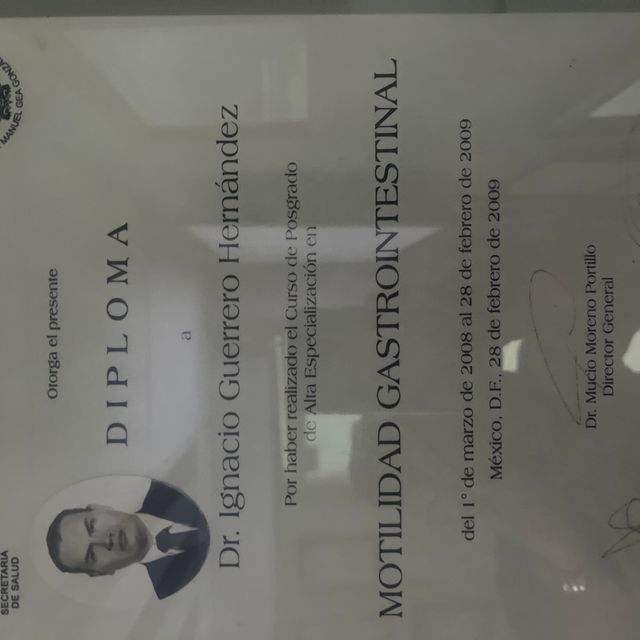 SECRETARIA
DE SALUD
MANUEL GEA
Otorga el presente
DIPLOMA
a
Dr. Ignacio Guerrero Hernández
Por haber realizado el Curso de Posgrado
de Alta Especialización en
MOTILIDAD GASTROINTESTINAL
del 1° de marzo de 2008 al 28 de febrero de 2009
México, D.F. 28 de febrero de 2009
Dr. Mucio Moreno Portillo
Director General